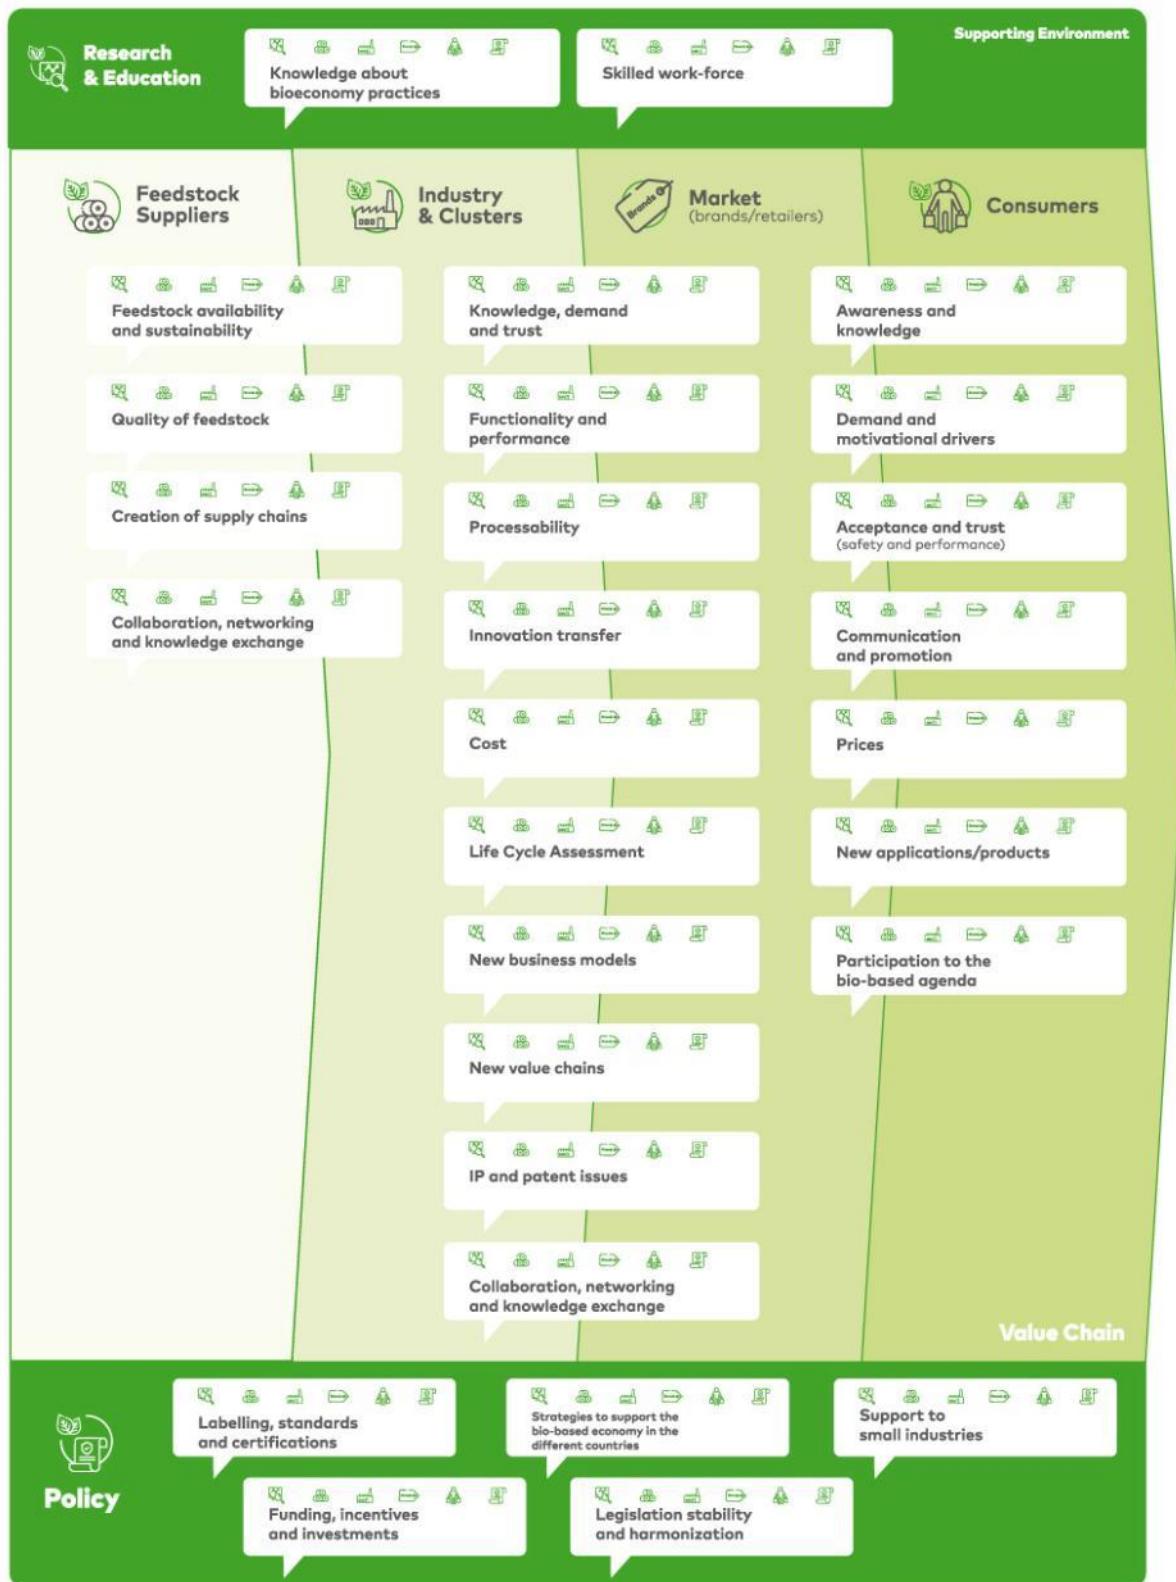 Supporting Environment
Research
& Education
Knowledge about
bioeconomy practices
Skilled work-force
Feedstock
Suppliers
Industry
& Clusters
Brands
Market
(brands/retailers)
Consumers
Feedstock availability
and sustainability
Quality of feedstock
Creation of supply chains
Collaboration, networking
and knowledge exchange
Knowledge, demand
and trust
Functionality and
performance
Processability
Innovation transfer
Cost
Life Cycle Assessment
New business models
New value chains
IP and patent issues
Collaboration, networking
and knowledge exchange
Awareness and
knowledge
Demand and
motivational drivers
Acceptance and trust
(safety and performance)
Communication
and promotion
Prices
New applications/products
Participation to the
bio-based agenda
Value Chain
Policy
Labelling, standards
and certifications
Strategies to support the
bio-based economy in the
different countries
Support to
small industries
Funding, incentives
and investments
Legislation stability
and harmonization